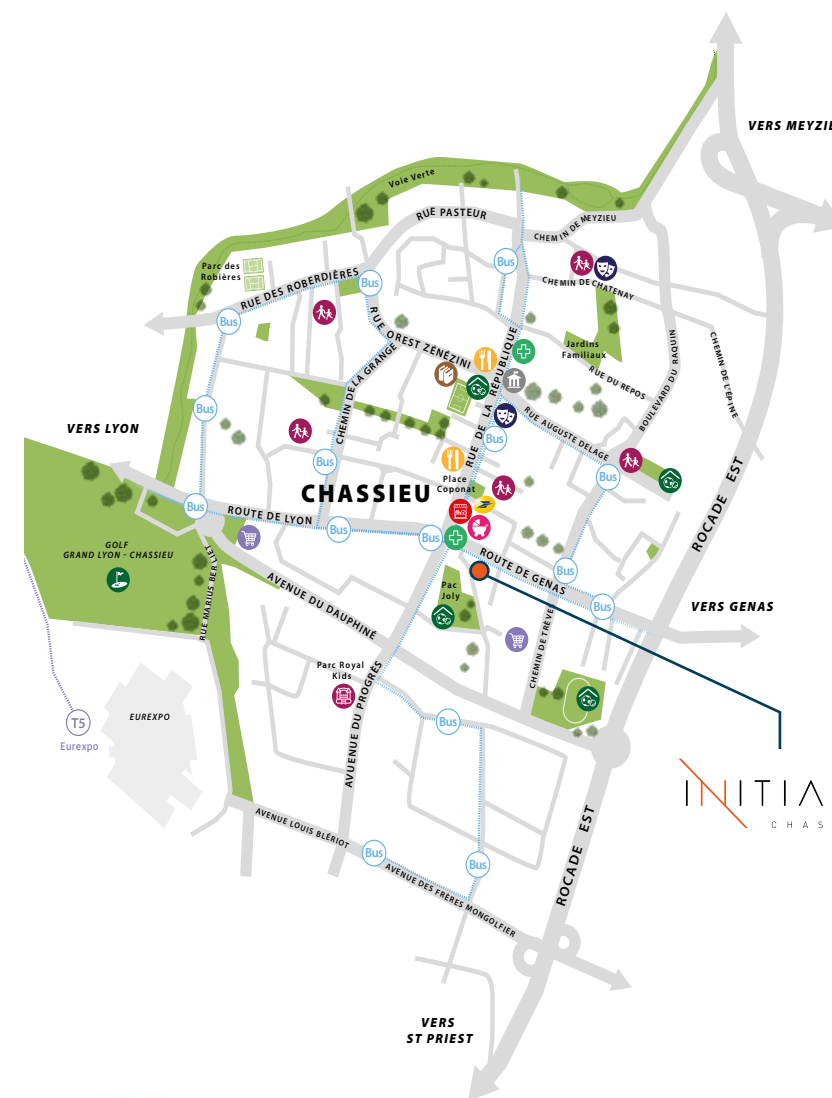 VERS MEYZIE
Voie Verte
RUE PASTEUR
CHEMIN DE MEYZIEU
Parc des
Robières
RUE DES ROBERDIÈRES
Bus
Bus
Bus
CHEMIN DE CHATENAY
RUE OREST ZÉNÉZINI
RUE DE LA RÉPUBLIQUE
Jardins
Familiaux
RUE DU REPOS
BOULEVARD DU RAQUIN
CHEMIN DE L'ÉPINE
CHEMIN DE LA GRANGE
RUE AUGUSTE DELAGE
VERS LYON
Bus
Bus
Bus
Bus
Place
Coponat
CHASSIEU
ROCADE EST
Bus
ROUTE DE LYON
Bus
Bus
ROUTE DE GENAS
Bus
Bus
GOLF
GRAND LYON - CHASSIEU
RUE MARIUS BERLIET
AVENUE DU DAUPHINÉ
Pac
Joly
VERS GENAS
CHEMIN DE TRÈVE
Parc Royal
Kids
AVUENUE DU PROGRÈS
T5
Eurexpo
EUREXPO
Bus
INITIA
CHAS
AVENUE LOUIS BLÉRIOT
Bus
Bus
AVENUE DES FRÈRES MONGOLFIER
ROCADE EST
VERS
ST PRIEST